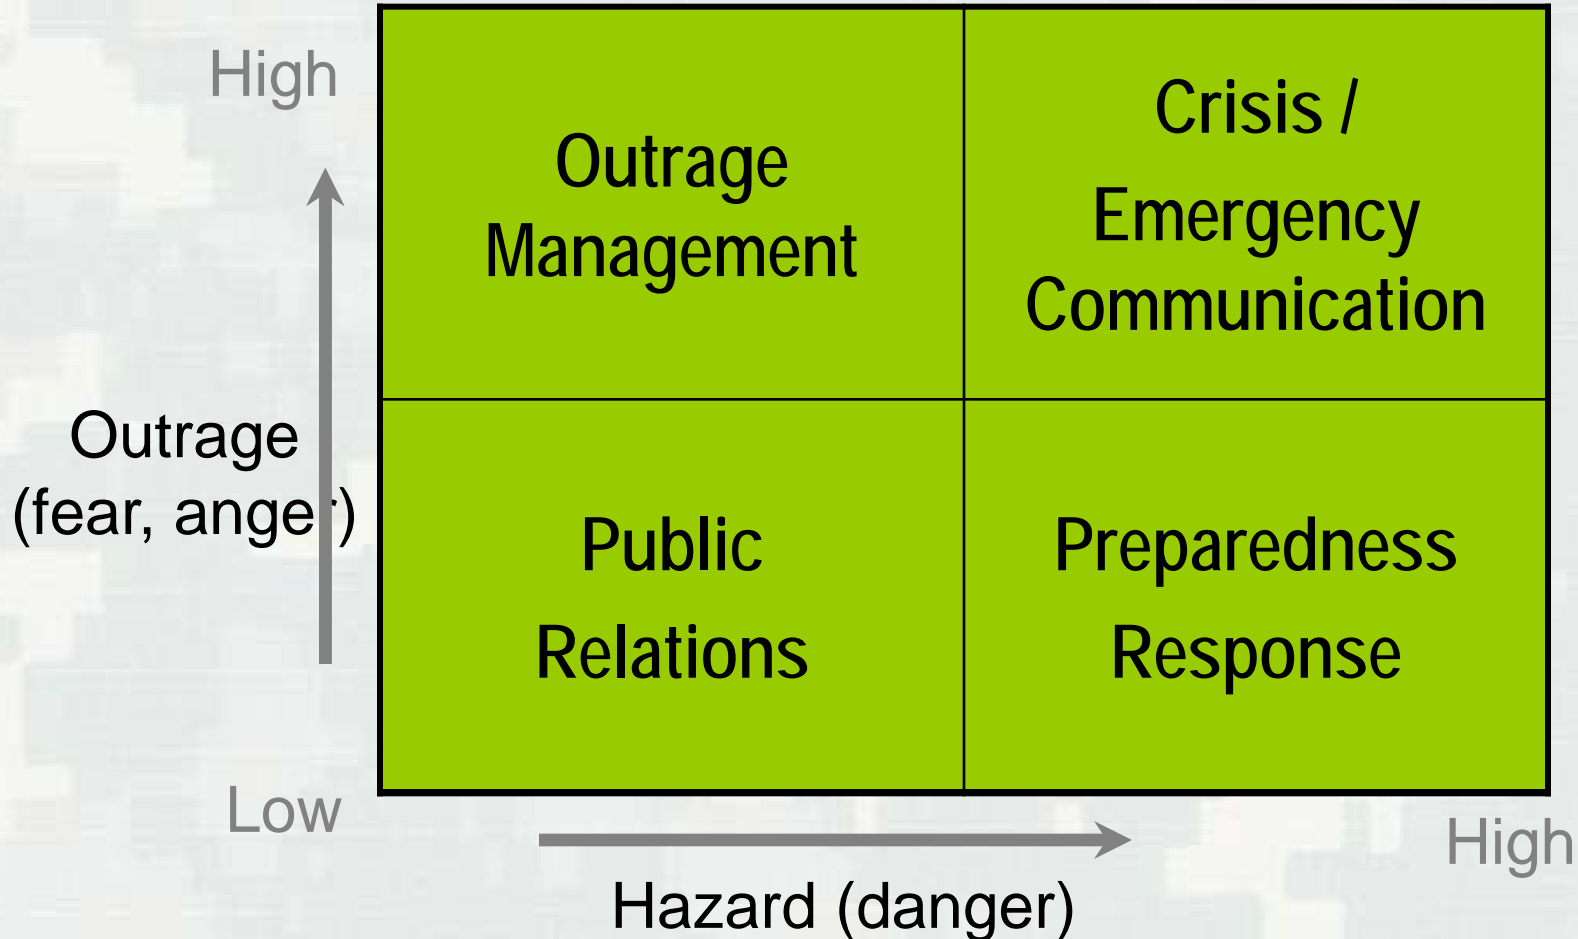 High
Outrage
Management
Crisis /
Emergency
Communication
Outrage
(fear, anger)
Public
Relations
Preparedness
Response
Low
High
Hazard (danger)